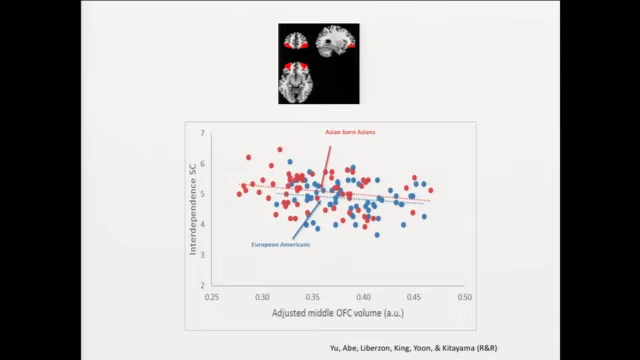 7
Asian born Asians
6
5
4
3
2
Interdependence SC
European Americans
0.25 0.30 0.35 0.40 0.45 0.50
Adjusted middle OFC volume (a.u.)
Yu, Abe, Liberzon, King, Yoon, & Kitayama (R&R)